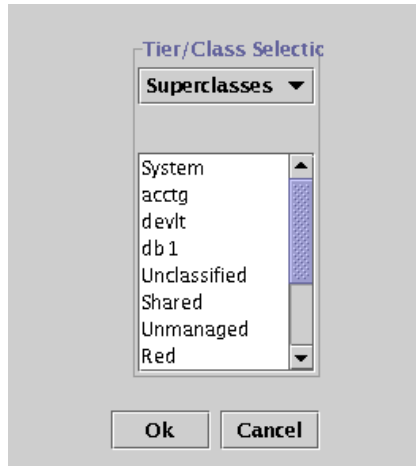 Tier/Class Selectic
Superclasses
System
acctg
devlt
db1
Unclassified
Shared
Unmanaged
Red
Ok
Cancel